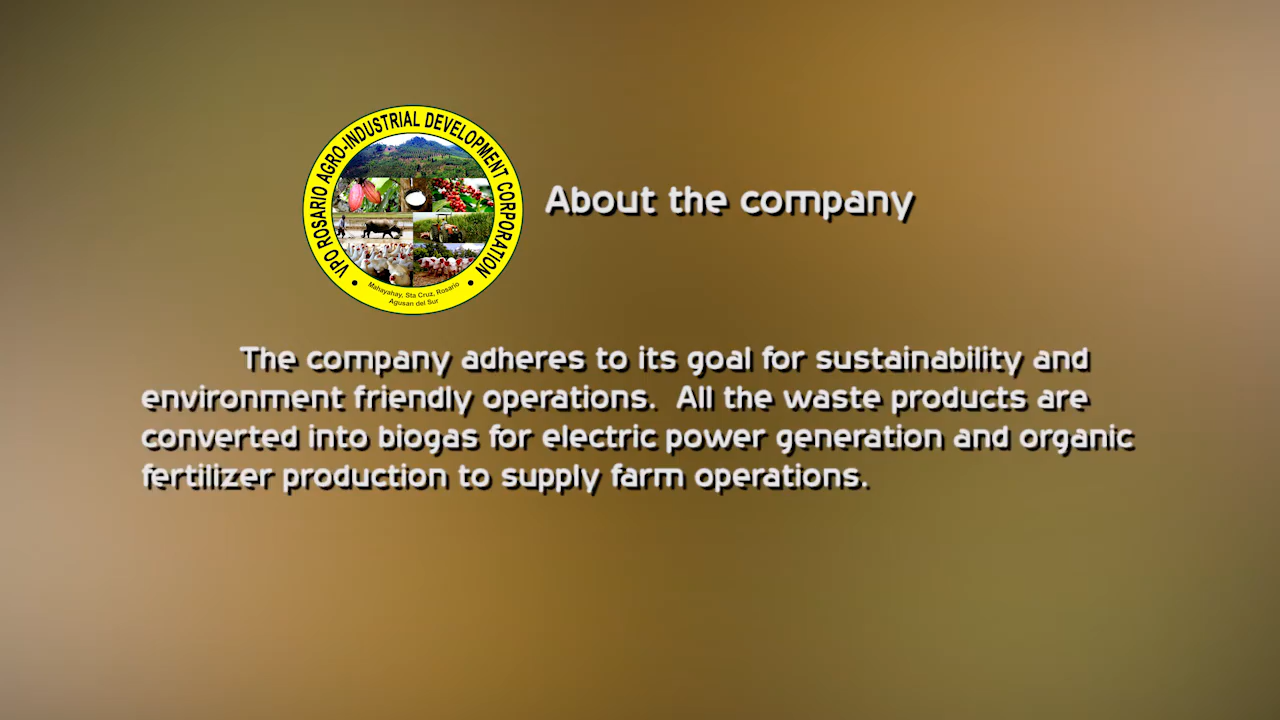 VPO ROSARIO AGRO-INDUSTRIAL DEVELOPMENT CORPORATION
Mahayahay, Sta Cruz, Rosario
Agusan del Sur
About the company
The company adheres to its goal for sustainability and
environment friendly operations. All the waste products are
converted into biogas for electric power generation and organic
fertilizer production to supply farm operations.